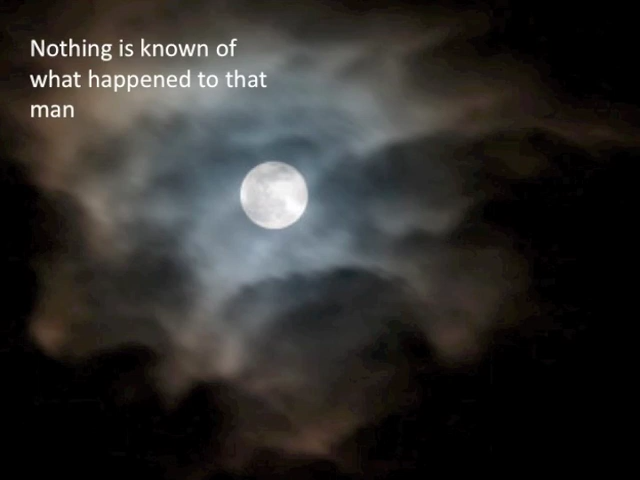 Nothing is known of
what happened to that
man